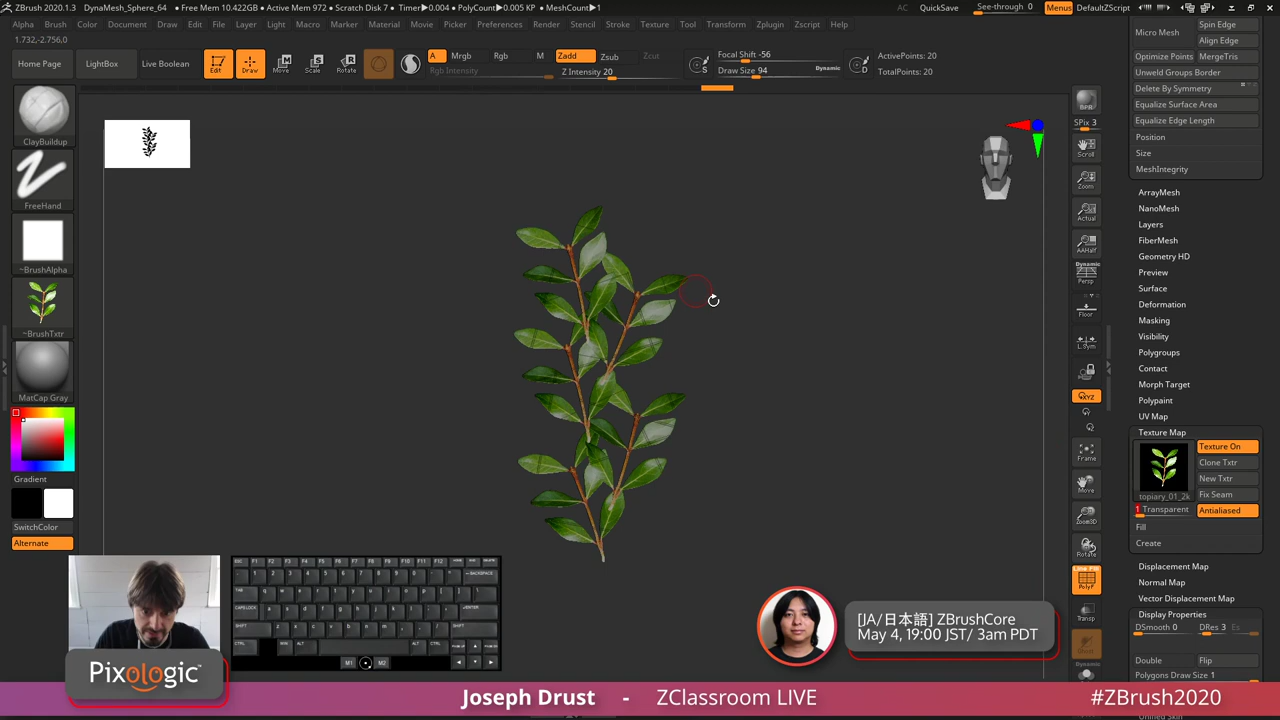 ZBrush 2020.1.3
DynaMesh_Sphere_64
• Free Mem 10.422GB • Active Mem 972 • Scratch Disk 7 • Timer▶0.004 • PolyCount▶0.005 KP • MeshCount▶1
AC
QuickSave
See-through 0
Menus
DefaultZScript
Alpha Brush Color Document Draw Edit File Layer Light Macro Marker Material Movie Picker Preferences Render Stencil Stroke Texture Tool Transform Zplugin Zscript Help
1.732,-2.756,0
Home Page
LightBox
Live Boolean
Edit
Draw
Move
Scale
Rotate
A
Mrgb
Rgb
M
Rgb Intensity
Zadd
Zsub
Zcut
Z Intensity 20
S
Focal Shift -56
Draw Size 94
Dynamic
D
ActivePoints: 20
TotalPoints: 20
ClayBuildup
FreeHand
~BrushAlpha
~BrushTxtr
MatCap Gray
Gradient
SwitchColor
Alternate
BPR
SPix 3
Scroll
Zoom
Actual
AAHalf
Dynamic
Persp
Floor
L.Sym
XYZ
Frame
Move
Zoom3D
Rotate
Line Fill
PolyF
Transp
Dynamic
Spin Edge
Micro Mesh
Align Edge
Optimize Points
MergeTris
Unweld Groups Border
Delete By Symmetry
Equalize Surface Area
Equalize Edge Length
Position
Size
MeshIntegrity
ArrayMesh
NanoMesh
Layers
FiberMesh
Geometry HD
Preview
Surface
Deformation
Masking
Visibility
Polygroups
Contact
Morph Target
Polypaint
UV Map
Texture Map
Texture On
Clone Txtr
New Txtr
Fix Seam
topiary_01_2k
1 Transparent
Antialiased
Fill
Create
Displacement Map
Normal Map
Vector Displacement Map
Display Properties
DSmooth 0
DRes 3
Es
Double
Flip
Polygons Draw Size 1
Unified Skin
Pixologic™
[JA/日本語] ZBrushCore
May 4, 19:00 JST/ 3am PDT
Joseph Drust - ZClassroom LIVE
#ZBrush2020